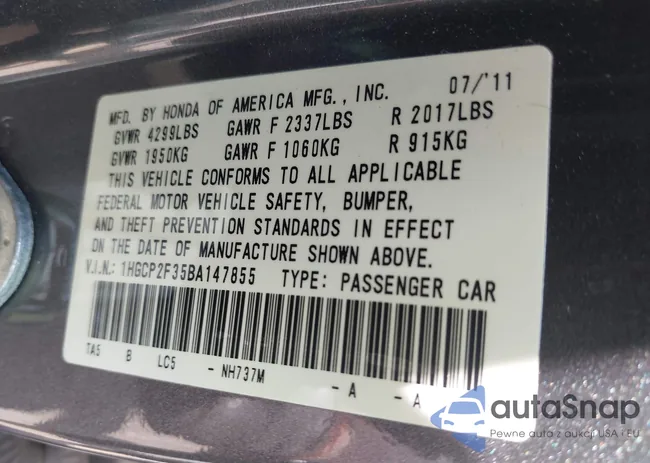 MFD. BY HONDA OF AMERICA MFG., INC. 07/'11
GVWR 4299LBS GAWR F 2337LBS R 2017LBS
GVWR 1950KG GAWR F 1060KG R 915KG
THIS VEHICLE CONFORMS TO ALL APPLICABLE
FEDERAL MOTOR VEHICLE SAFETY, BUMPER,
AND THEFT PREVENTION STANDARDS IN EFFECT
ON THE DATE OF MANUFACTURE SHOWN ABOVE.
V.I.N.: 1HGCP2F35BA147855 TYPE: PASSENGER CAR
TA5 B LC5 - NH737M - A - A
autaSnap
Pewne auta z aukcji USA i EU